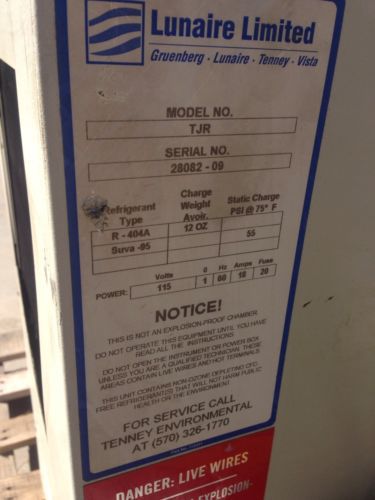 Lunaire Limited
Gruenberg · Lunaire · Tenney · Vista
MODEL NO.
TJR
SERIAL NO.
28082 - 09
Refrigerant Type
Charge Weight Avoir.
Static Charge PSI @ 75° F
R - 404A 12 OZ 55
Suva -95
Volts 0 Hz Amps Fuse
POWER: 115 1 60 18 20
NOTICE!
THIS IS NOT AN EXPLOSION-PROOF CHAMBER
DO NOT OPERATE THIS EQUIPMENT UNTIL YOU HAVE
READ ALL THE INSTRUCTIONS.
DO NOT OPEN THE INSTRUMENT OR POWER BOX
UNLESS YOU ARE A QUALIFIED TECHNICIAN. THESE
AREAS CONTAIN LIVE WIRES AND HOT TERMINALS
THIS UNIT CONTAINS NON-OZONE DEPLETING CFC
FREE REFRIGERANT(S) THAT WILL NOT HARM PUBLIC
HEALTH OR THE ENVIRONMENT.
FOR SERVICE CALL
TENNEY ENVIRONMENTAL
AT (570) 326-1770
DANGER: LIVE WIRES
EXPLOSION-